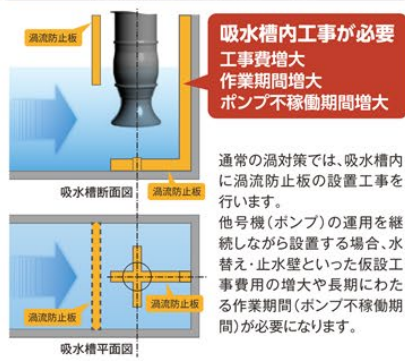 渦流防止板
吸水槽内工事が必要
工事費増大
作業期間増大
ポンプ不稼働期間増大
吸水槽断面図
渦流防止板
渦流防止板
渦流防止板
吸水槽平面図
通常の渦対策では、吸水槽内
に渦流防止板の設置工事を
行います。
他号機（ポンプ）の運用を継
続しながら設置する場合、水
替え・止水壁といった仮設工
事費用の増大や長期にわた
る作業期間（ポンプ不稼働期
間）が必要になります。